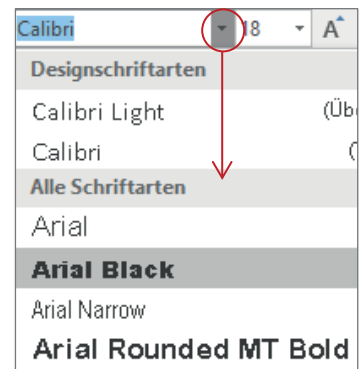 Calibri 18 A
Designschriftarten
Calibri Light (Üb
Calibri (
Alle Schriftarten
Arial
Arial Black
Arial Narrow
Arial Rounded MT Bold